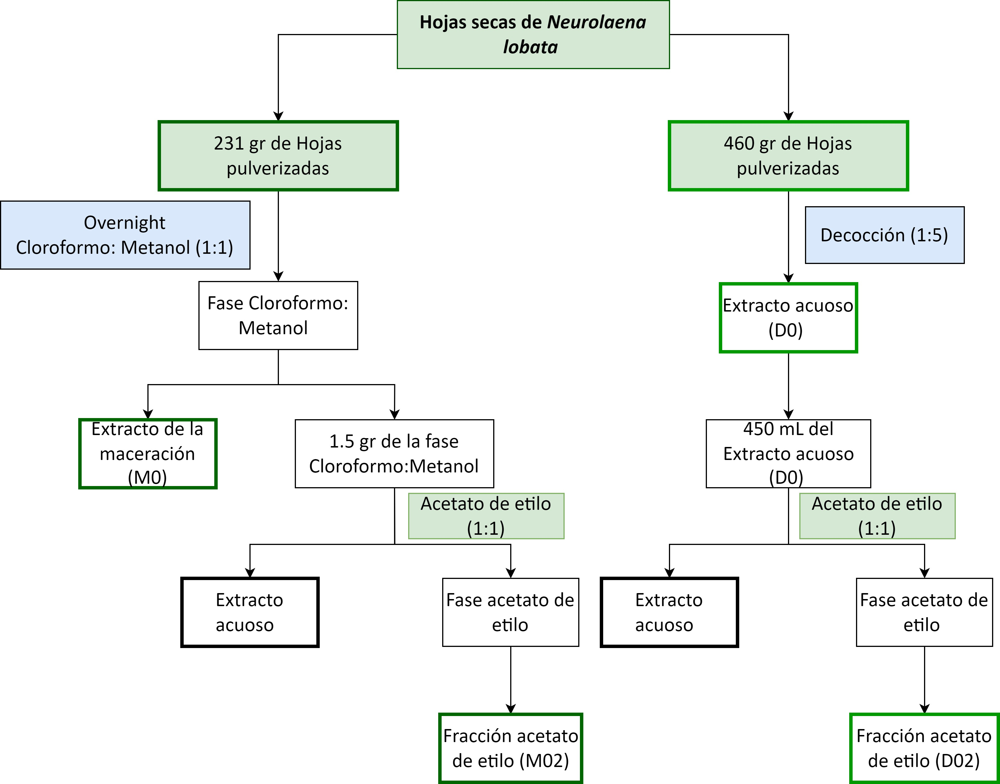 Hojas secas de Neurolaena
lobata
231 gr de Hojas
pulverizadas
460 gr de Hojas
pulverizadas
Overnight
Cloroformo: Metanol (1:1)
Decocción (1:5)
Fase Cloroformo:
Metanol
Extracto acuoso
(D0)
Extracto de la
maceración
(M0)
1.5 gr de la fase
Cloroformo:Metanol
450 mL del
Extracto acuoso
(D0)
Acetato de etilo
(1:1)
Acetato de etilo
(1:1)
Extracto
acuoso
Fase acetato de
etilo
Extracto
acuoso
Fase acetato de
etilo
Fracción acetato
de etilo (M02)
Fracción acetato
de etilo (D02)